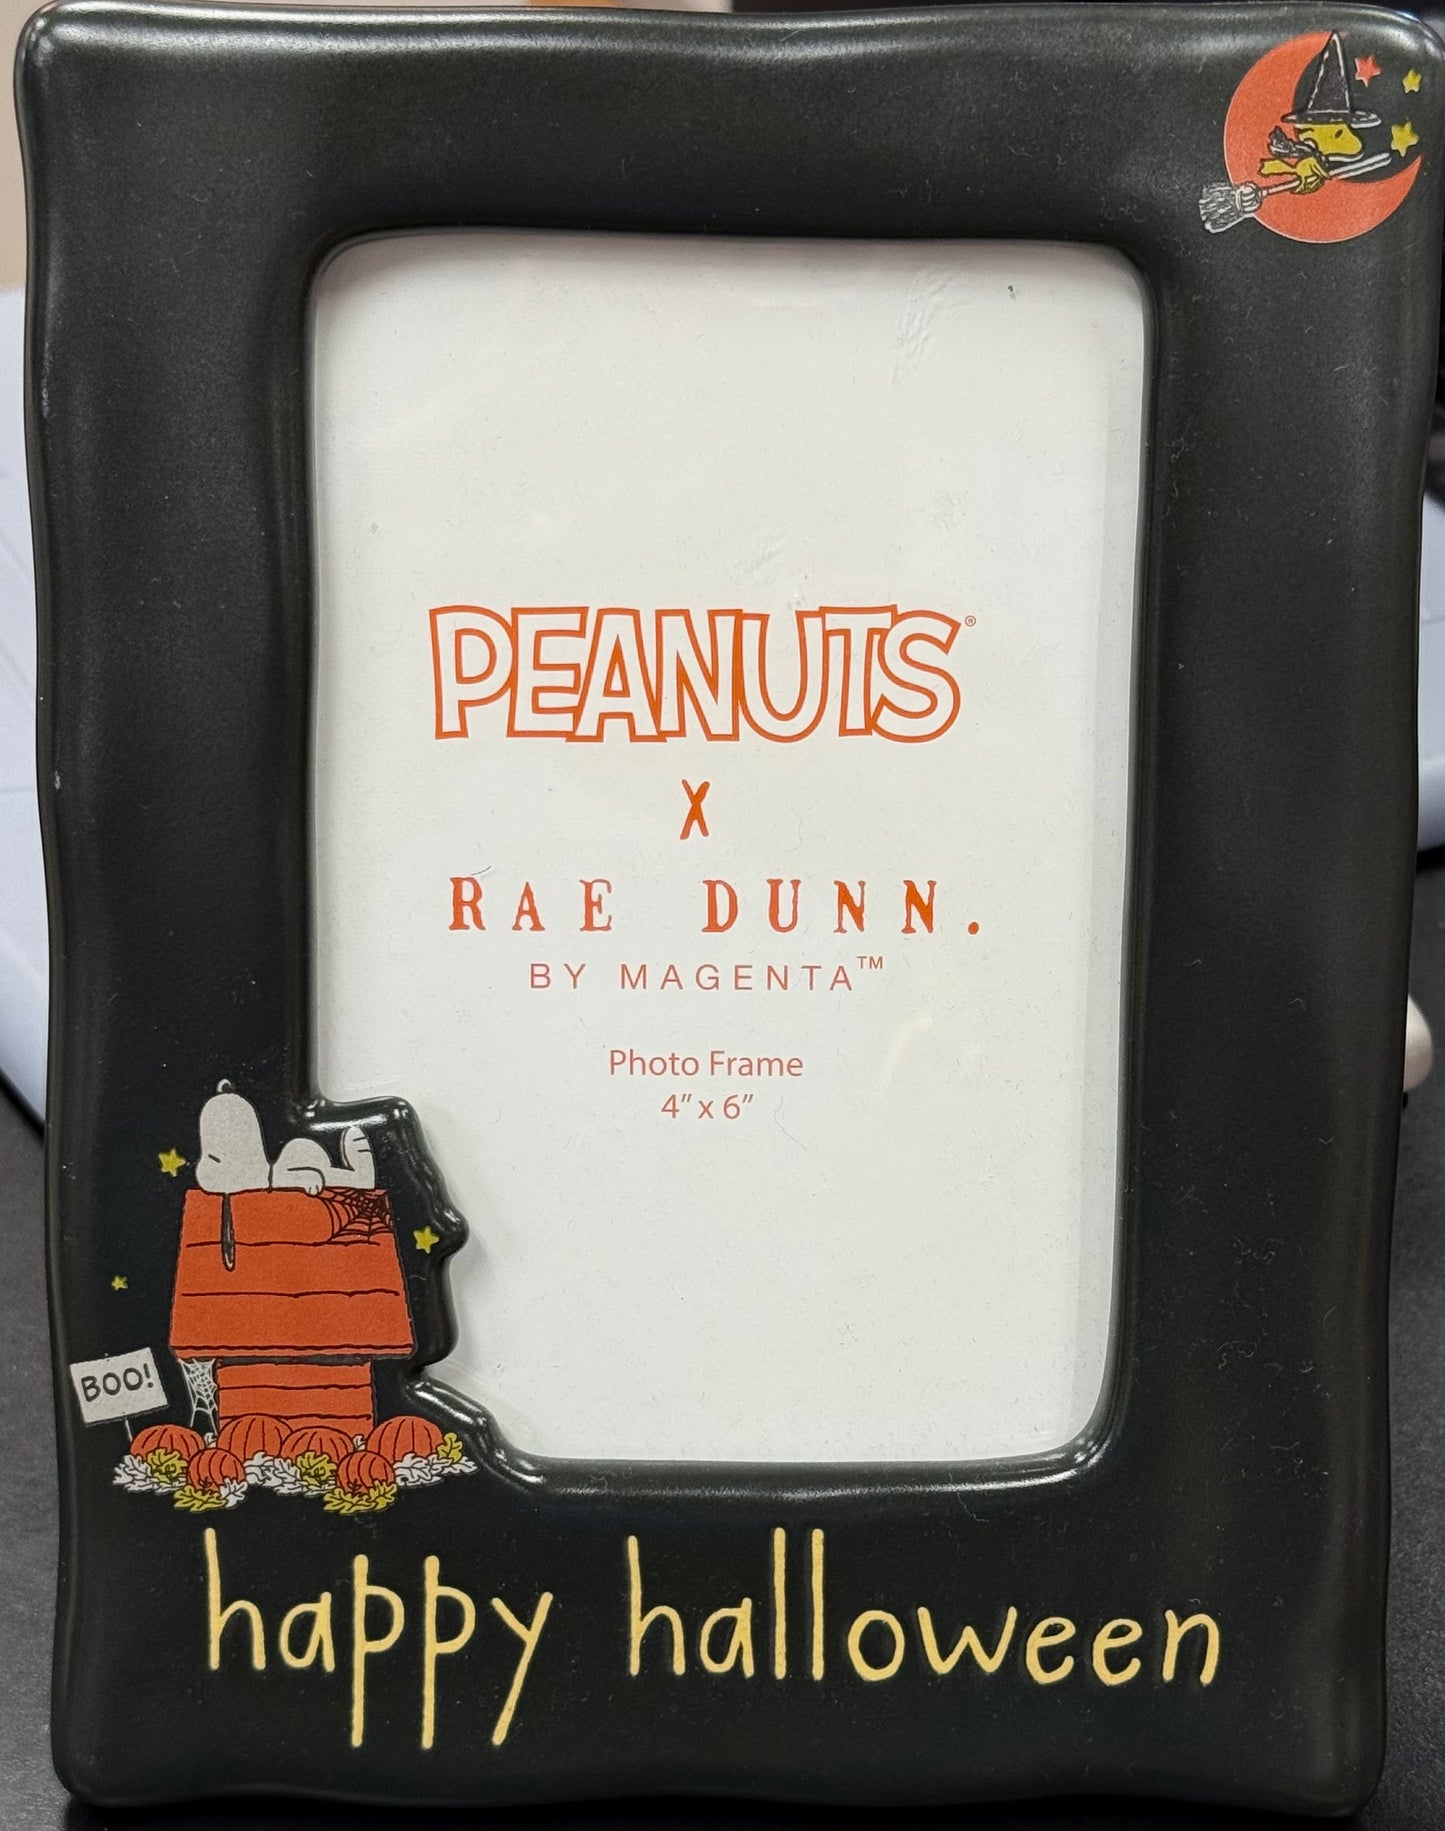 PEANUTS®
X
RAE DUNN.
BY MAGENTA™
Photo Frame
4” x 6”
BOO!
happy halloween